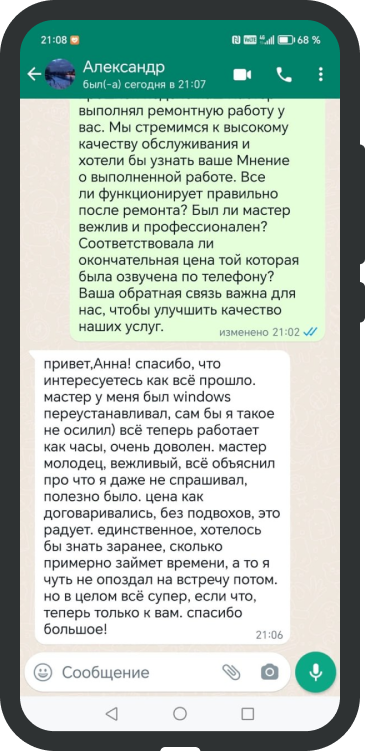 21:08 68 %
Александр
был(-а) сегодня в 21:07
выполнял ремонтную работу у
вас. Мы стремимся к высокому
качеству обслуживания и
хотели бы узнать ваше Мнение
о выполненной работе. Все
ли функционирует правильно
после ремонта? Был ли мастер
вежлив и профессионален?
Соответствовала ли
окончательная цена той которая
была озвучена по телефону?
Ваша обратная связь важна для
нас, чтобы улучшить качество
наших услуг.
изменено 21:02
привет,Анна! спасибо, что
интересуетесь как всё прошло.
мастер у меня был windows
переустанавливал, сам бы я такое
не осилил) всё теперь работает
как часы, очень доволен. мастер
молодец, вежливый, всё объяснил
про что я даже не спрашивал,
полезно было. цена как
договаривались, без подвохов, это
радует. единственное, хотелось
бы знать заранее, сколько
примерно займет времени, а то я
чуть не опоздал на встречу потом.
но в целом всё супер, если что,
теперь только к вам. спасибо
большое!
21:06
Сообщение